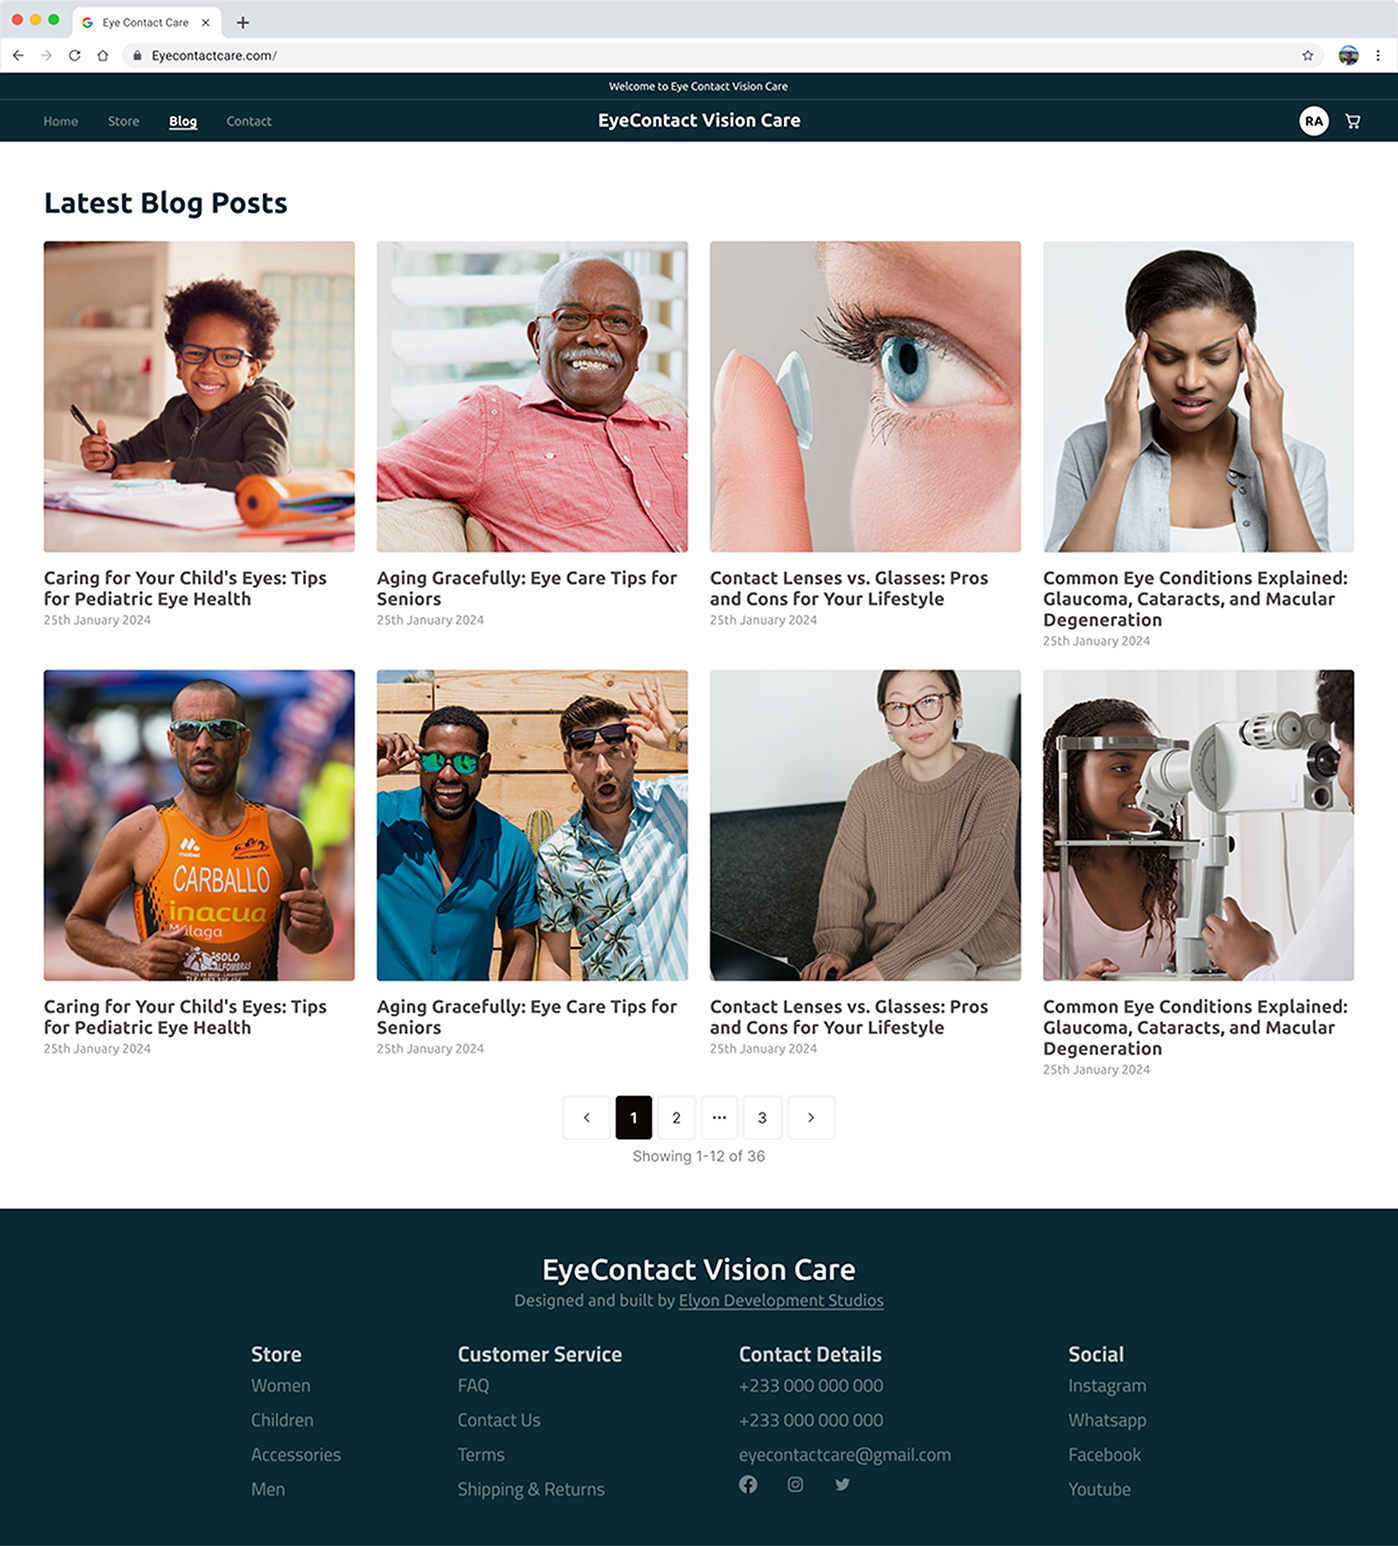 Eye Contact Care
Eyecontactcare.com/
Welcome to Eye Contact Vision Care
Home Store Blog Contact
EyeContact Vision Care
RA
Latest Blog Posts
Caring for Your Child's Eyes: Tips
for Pediatric Eye Health
25th January 2024
Aging Gracefully: Eye Care Tips for
Seniors
25th January 2024
Contact Lenses vs. Glasses: Pros
and Cons for Your Lifestyle
25th January 2024
Common Eye Conditions Explained:
Glaucoma, Cataracts, and Macular
Degeneration
25th January 2024
mobel
CARBALLO
inacua
Málaga
SOLO
ALFOMBRAS
Caring for Your Child's Eyes: Tips
for Pediatric Eye Health
25th January 2024
Aging Gracefully: Eye Care Tips for
Seniors
25th January 2024
Contact Lenses vs. Glasses: Pros
and Cons for Your Lifestyle
25th January 2024
Common Eye Conditions Explained:
Glaucoma, Cataracts, and Macular
Degeneration
25th January 2024
1 2 ··· 3
Showing 1-12 of 36
EyeContact Vision Care
Designed and built by Elyon Development Studios
Store
Women
Children
Accessories
Men
Customer Service
FAQ
Contact Us
Terms
Shipping & Returns
Contact Details
+233 000 000 000
+233 000 000 000
eyecontactcare@gmail.com
Social
Instagram
Whatsapp
Facebook
Youtube